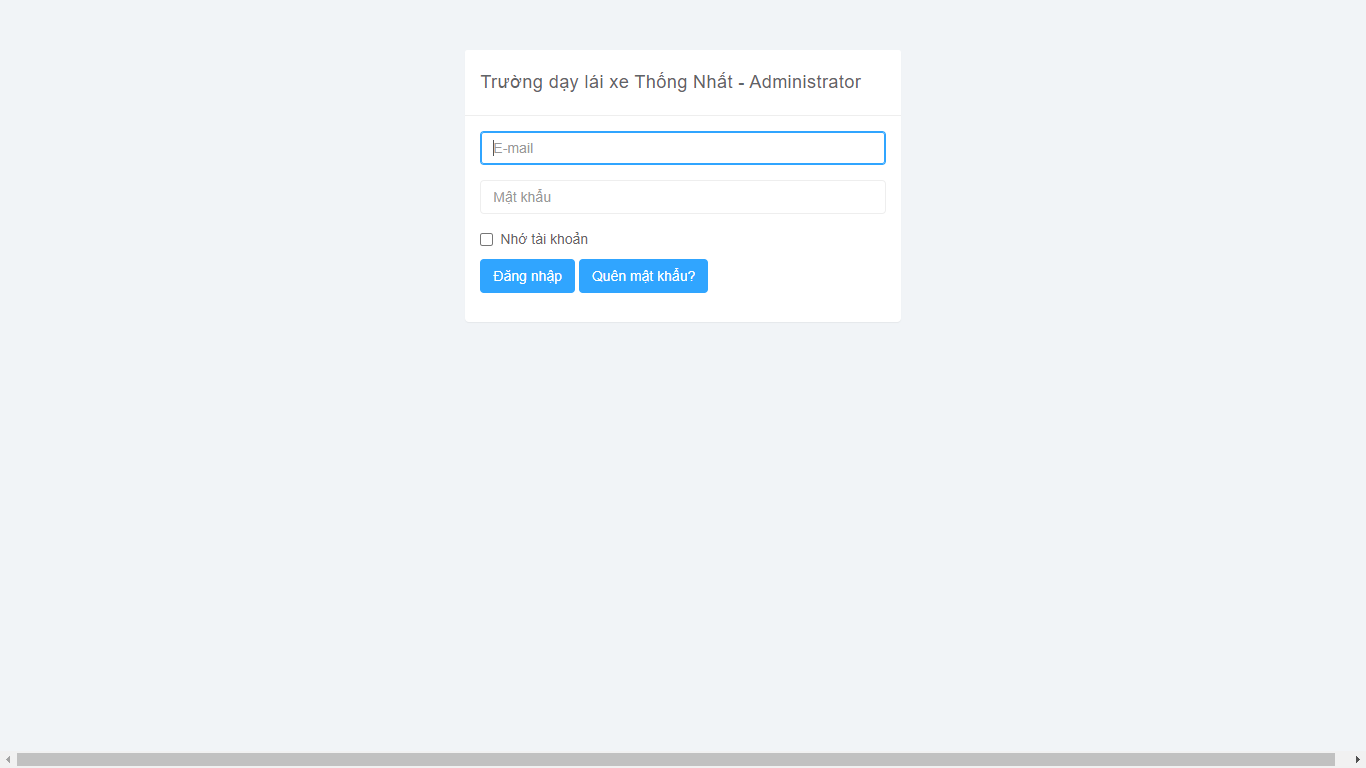 Trường dạy lái xe Thống Nhất - Administrator
E-mail
Mật khẩu
Nhớ tài khoản
Đăng nhập
Quên mật khẩu?